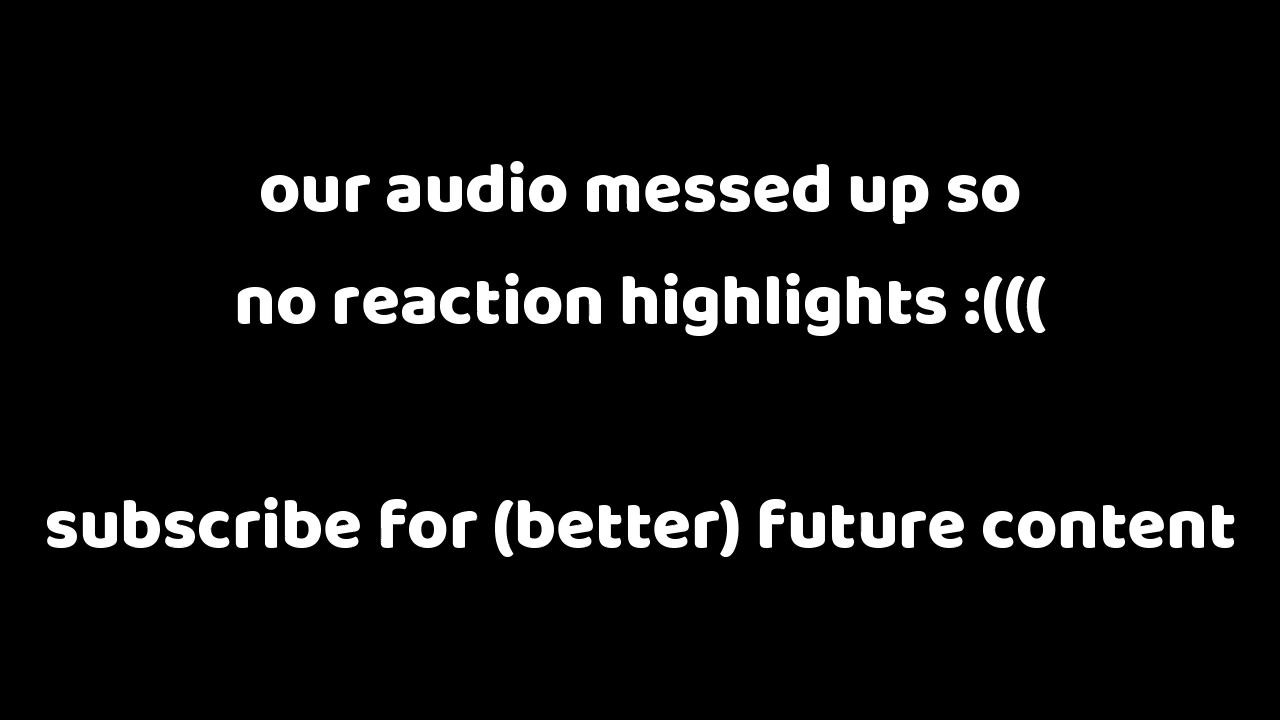 our audio messed up so
no reaction highlights :(((
subscribe for (better) future content